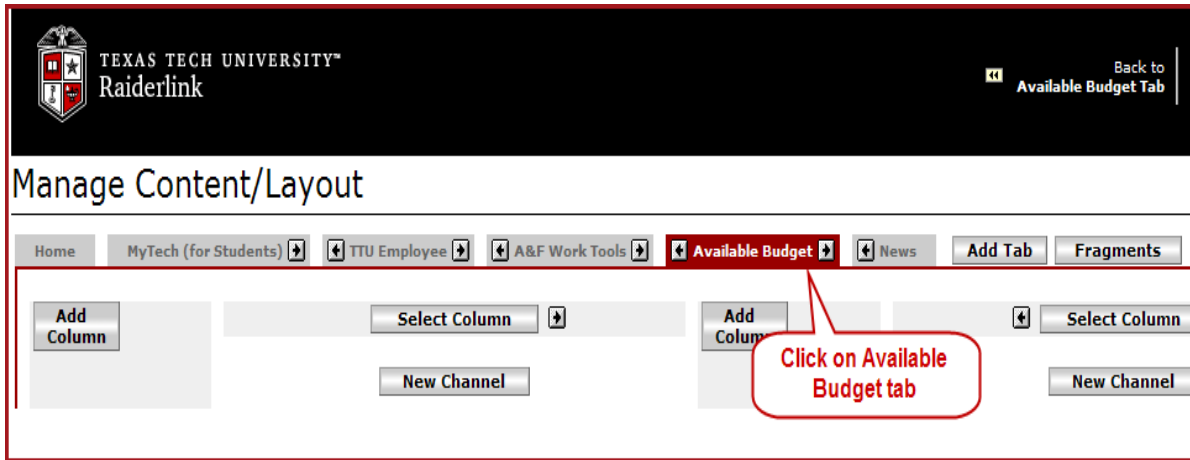 TEXAS TECH UNIVERSITY™
Raiderlink
Back to
Available Budget Tab
Manage Content/Layout
Home MyTech (for Students) TTU Employee A&F Work Tools Available Budget News Add Tab Fragments
Add
Column
Select Column
New Channel
Add
Colum
Select Column
New Channel
Click on Available
Budget tab